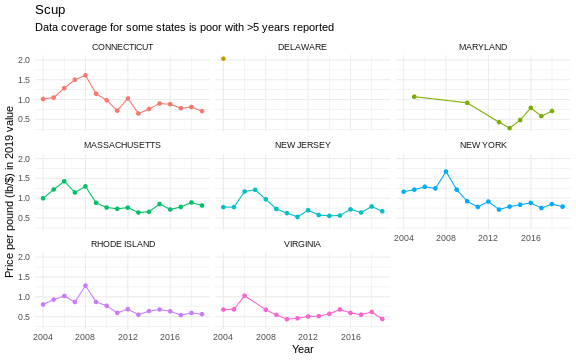 Scup
Data coverage for some states is poor with >5 years reported
CONNECTICUT DELAWARE MARYLAND
2.0
1.5
1.0
0.5
MASSACHUSETTS NEW JERSEY NEW YORK
2.0
1.5
1.0
0.5
2004 2008 2012 2016
RHODE ISLAND VIRGINIA
2.0
1.5
1.0
0.5
2004 2008 2012 2016 2004 2008 2012 2016
Year
Price per pound (lb/$) in 2019 value